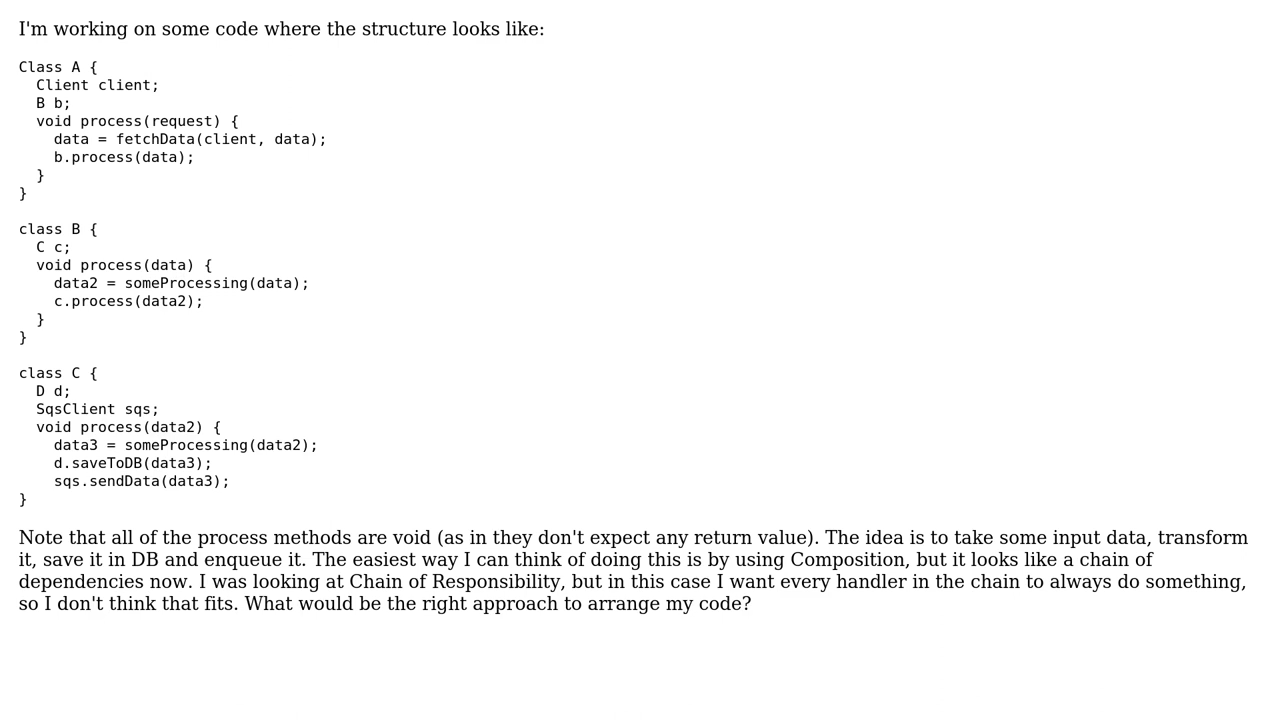 I'm working on some code where the structure looks like:
Class A {
  Client client;
  B b;
  void process(request) {
    data = fetchData(client, data);
    b.process(data);
  }
}
class B {
  C c;
  void process(data) {
    data2 = someProcessing(data);
    c.process(data2);
  }
}
class C {
  D d;
  SqsClient sqs;
  void process(data2) {
    data3 = someProcessing(data2);
    d.saveToDB(data3);
    sqs.sendData(data3);
}
Note that all of the process methods are void (as in they don't expect any return value). The idea is to take some input data, transform
it, save it in DB and enqueue it. The easiest way I can think of doing this is by using Composition, but it looks like a chain of
dependencies now. I was looking at Chain of Responsibility, but in this case I want every handler in the chain to always do something,
so I don't think that fits. What would be the right approach to arrange my code?